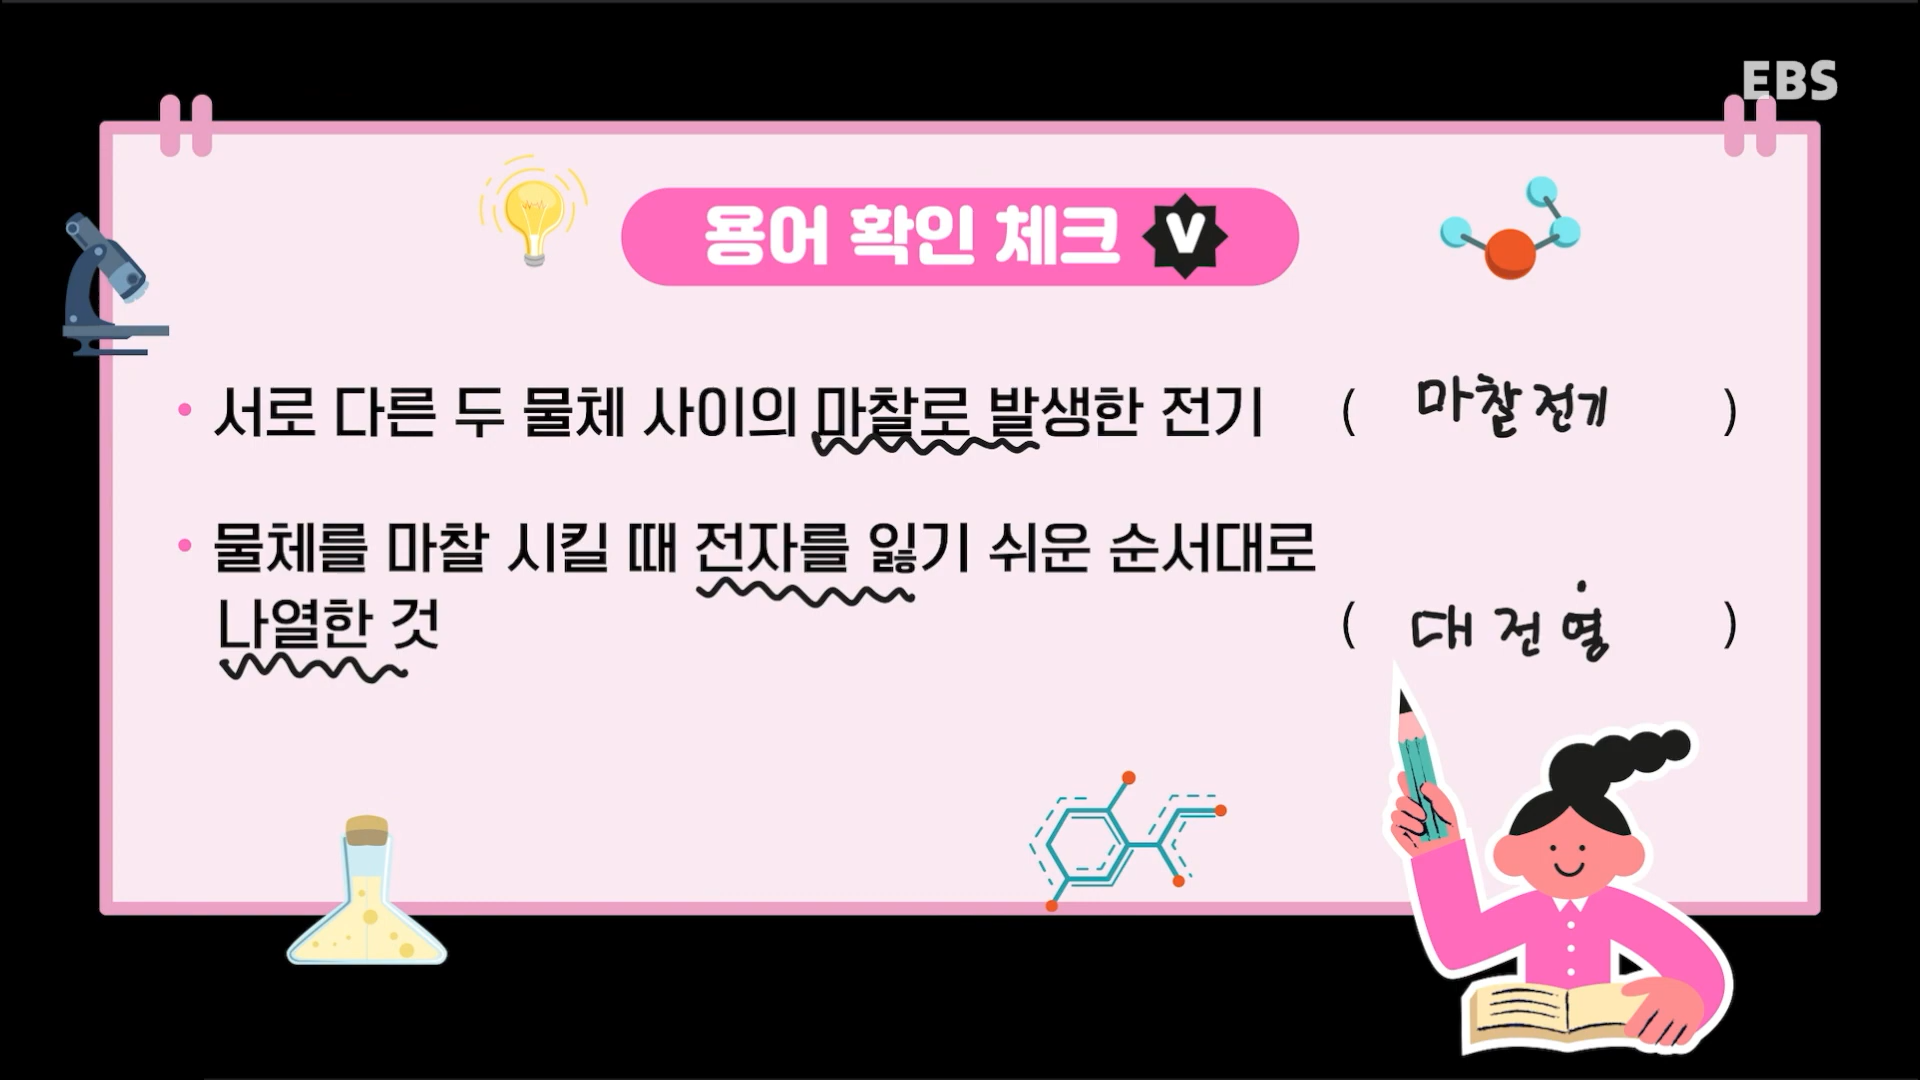 EBS
용어 확인 체크 V
• 서로 다른 두 물체 사이의 마찰로 발생한 전기 ( 마찰전기 )
• 물체를 마찰 시킬 때 전자를 잃기 쉬운 순서대로
나열한 것 ( 대전열 )